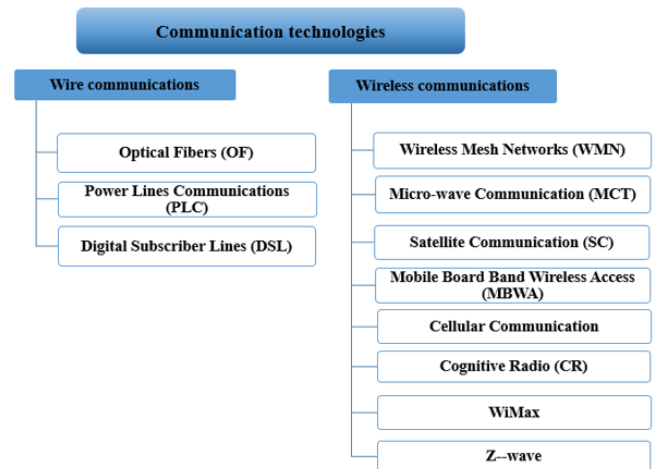 Communication technologies
Wire communications
Optical Fibers (OF)
Power Lines Communications
(PLC)
Digital Subscriber Lines (DSL)
Wireless communications
Wireless Mesh Networks (WMN)
Micro-wave Communication (MCT)
Satellite Communication (SC)
Mobile Board Band Wireless Access
(MBWA)
Cellular Communication
Cognitive Radio (CR)
WiMax
Z--wave